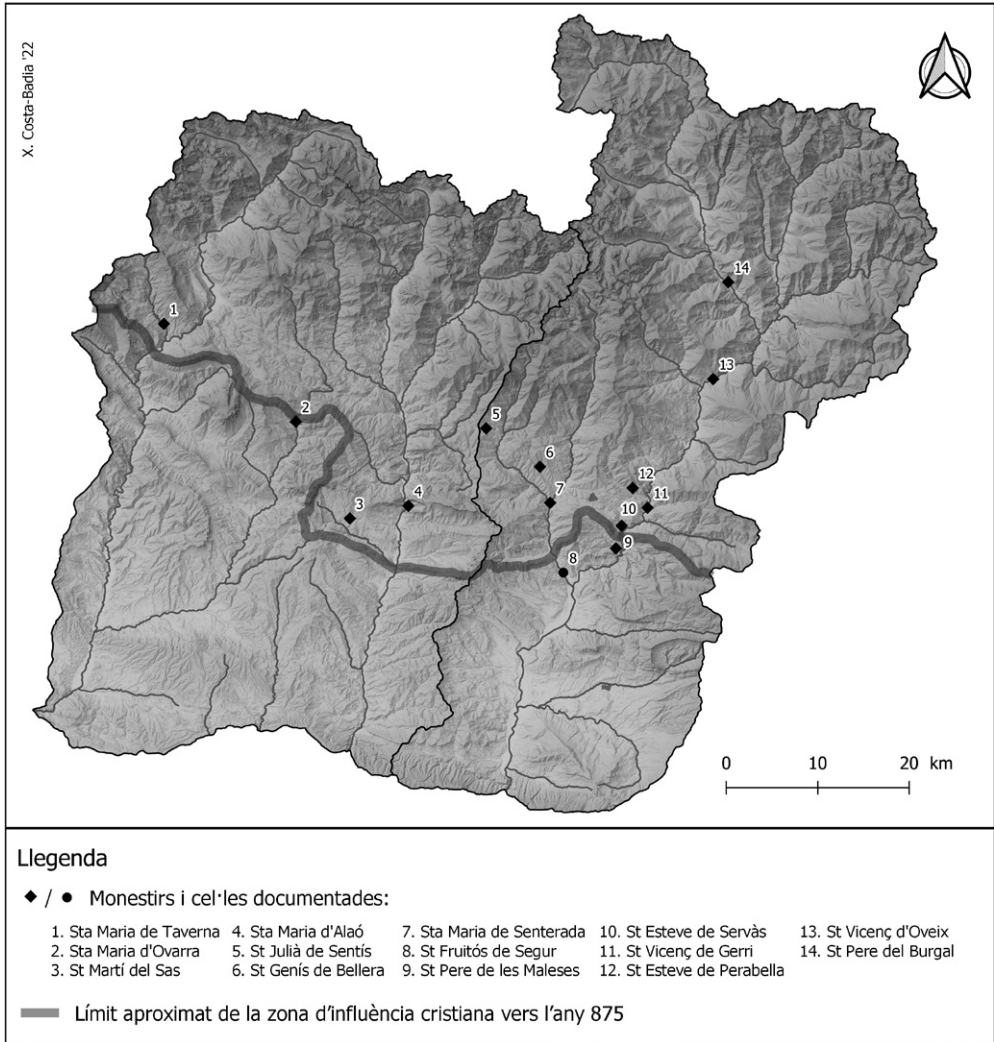 X. Costa-Badia '22
14
1
13
2
5
6
12
7
11
4
3
10
9
8
0 10 20 km
Llegenda
◆ / ● Monestirs i cel·les documentades:
1. Sta Maria de Taverna 4. Sta Maria d'Alaó 7. Sta Maria de Senterada 10. St Esteve de Servàs 13. St Vicenç d'Oveix
2. Sta Maria d'Ovarra 5. St Julià de Sentís 8. St Fruitós de Segur 11. St Vicenç de Gerri 14. St Pere del Burgal
3. St Martí del Sas 6. St Genís de Bellera 9. St Pere de les Maleses 12. St Esteve de Perabella
Límit aproximat de la zona d'influència cristiana vers l'any 875